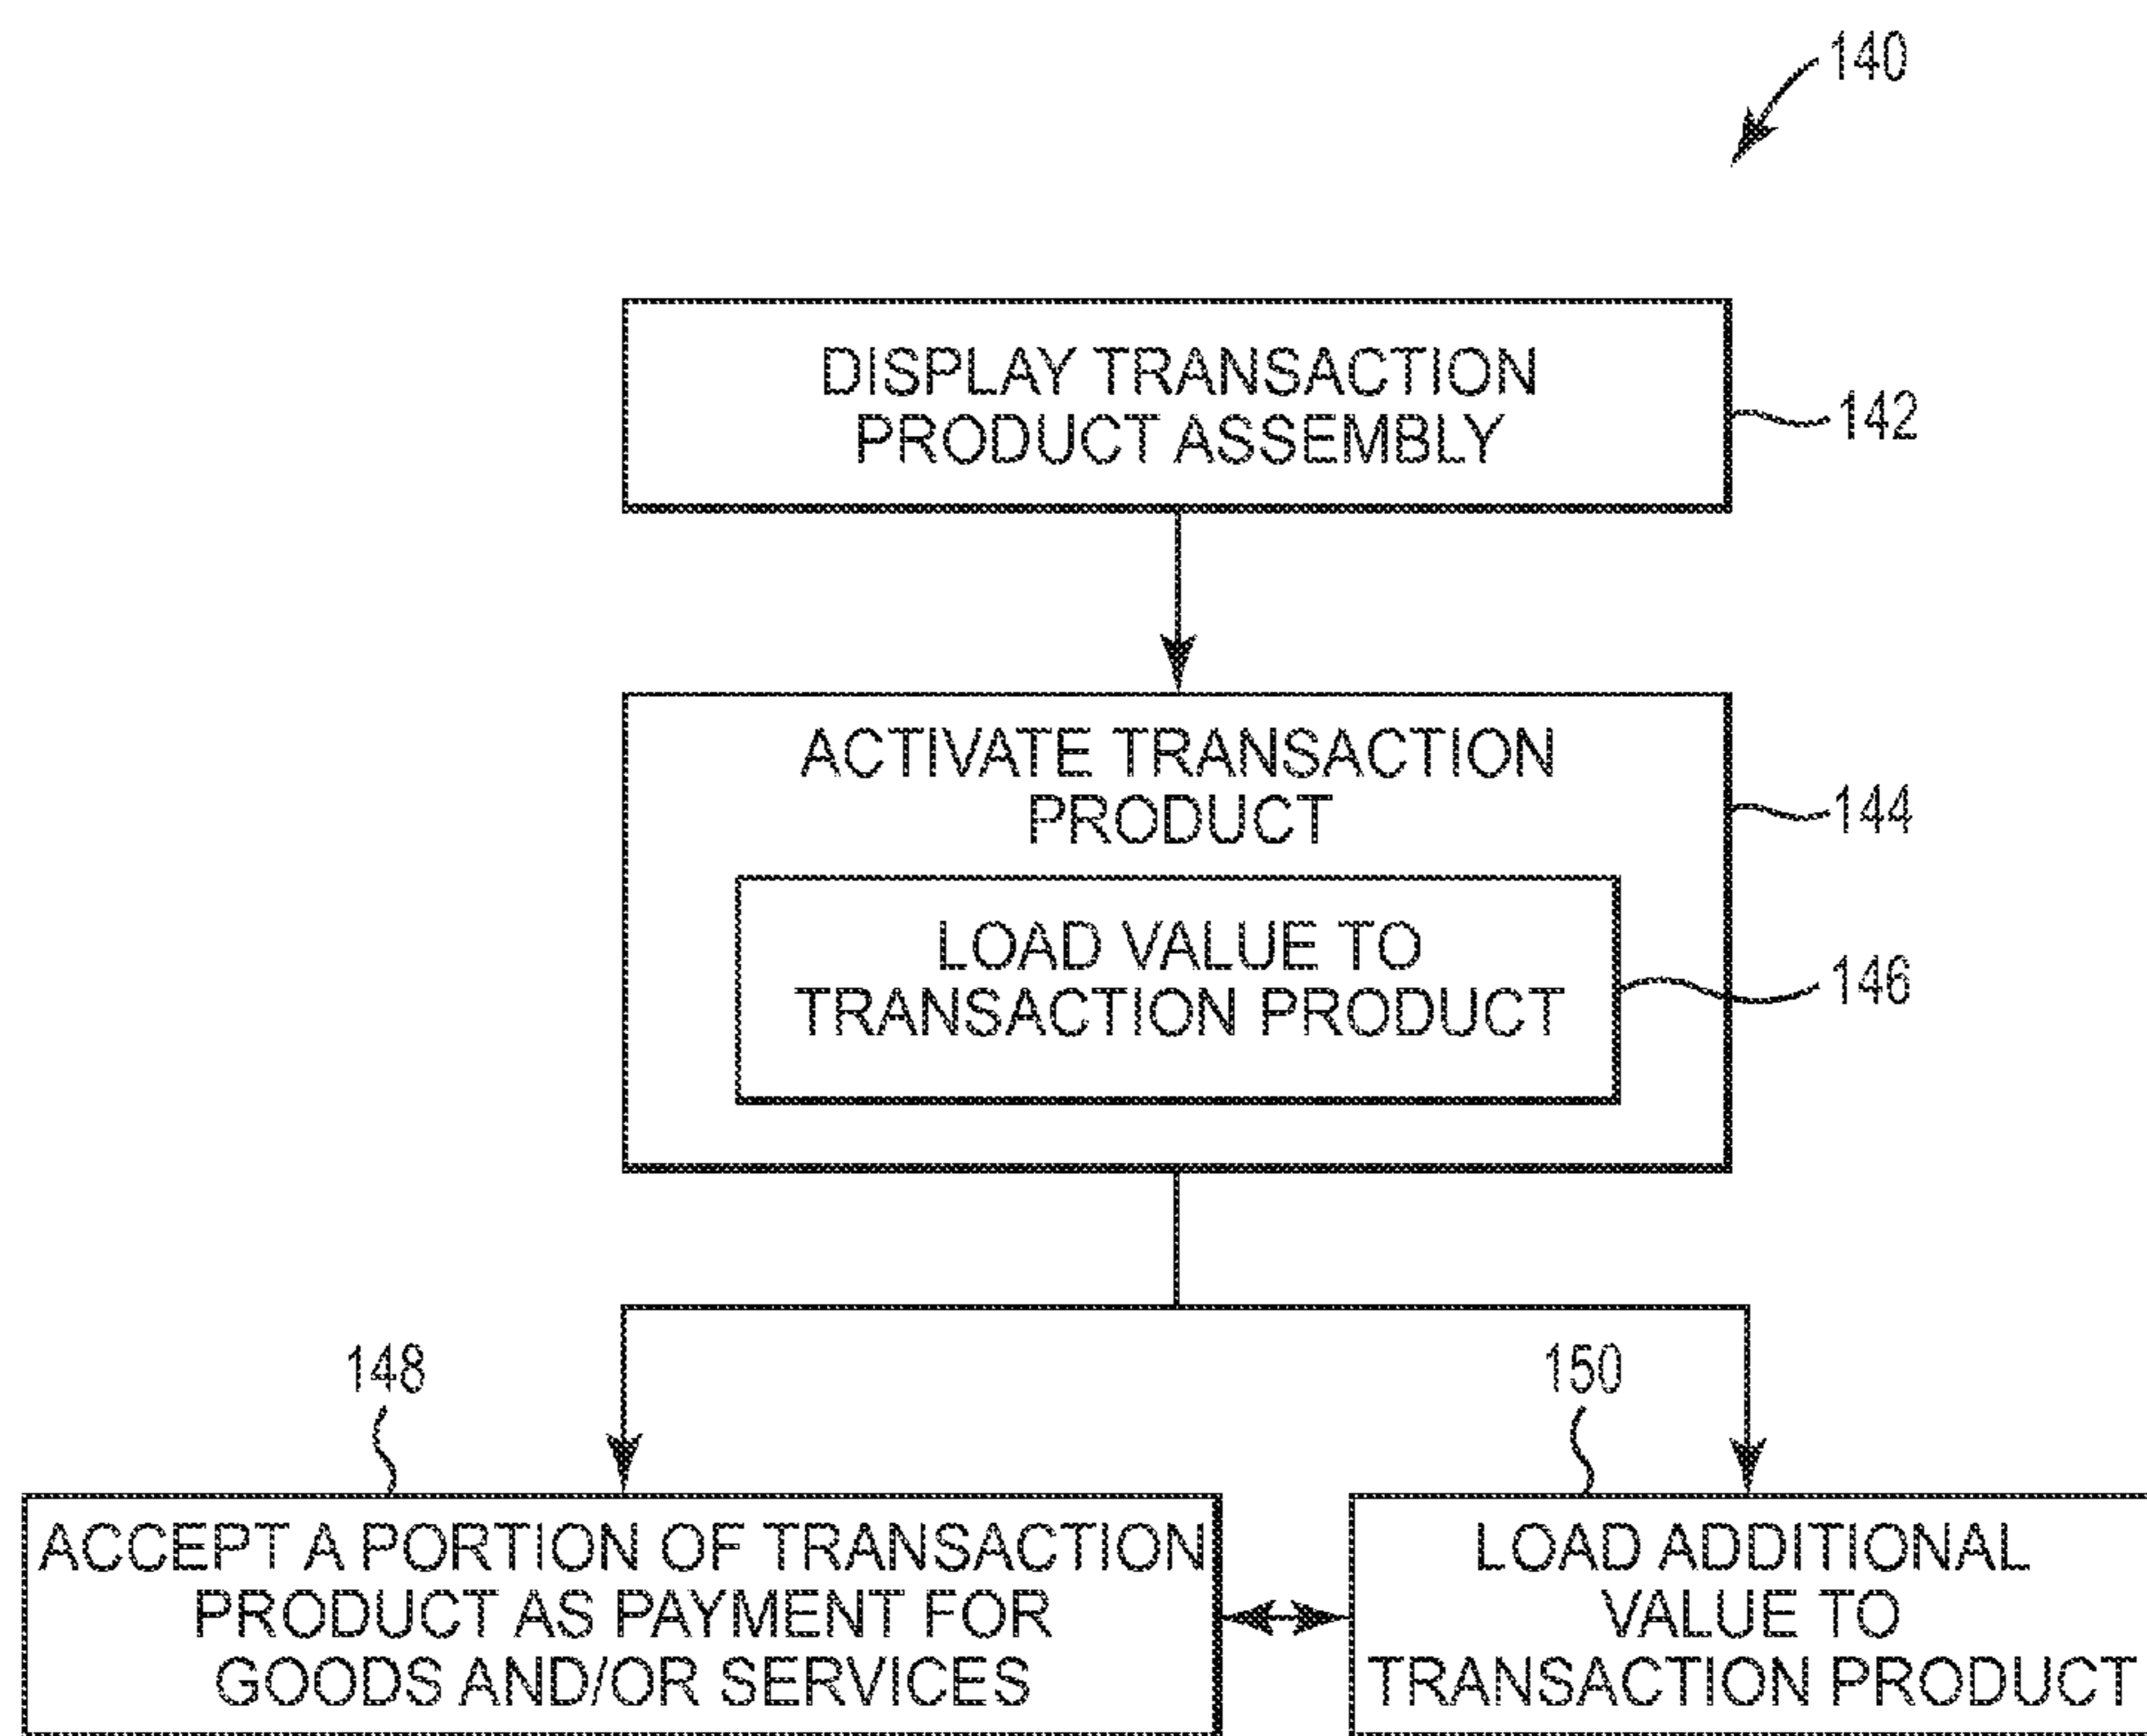 140
DISPLAY TRANSACTION
PRODUCT ASSEMBLY
142
ACTIVATE TRANSACTION
PRODUCT
144
LOAD VALUE TO
TRANSACTION PRODUCT
146
148
150
ACCEPT A PORTION OF TRANSACTION
PRODUCT AS PAYMENT FOR
GOODS AND/OR SERVICES
LOAD ADDITIONAL
VALUE TO
TRANSACTION PRODUCT